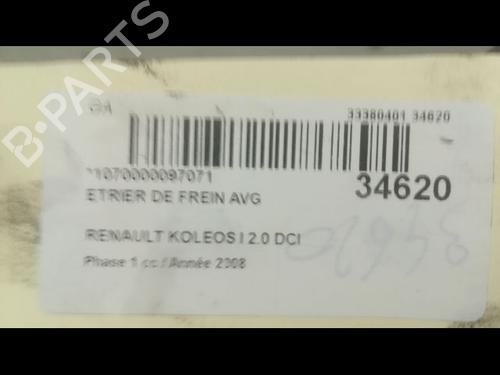 33380401 34620
*1070000097071
34620
ETRIER DE FREIN AVG
RENAULT KOLEOS I 2.0 DCI
Phase 1 cc / Année 2008
34620
B-PARTS